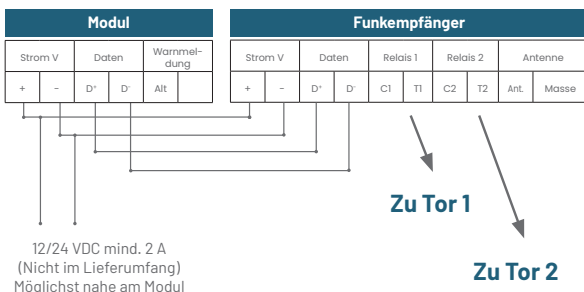 Modul
Funkempfänger
Strom V Daten Warnmel-
dung
Strom V Daten Relais 1 Relais 2 Antenne
+ - D+ D- Alt
+ - D+ D- C1 T1 C2 T2 Ant. Masse
Zu Tor 1
12/24 VDC mind. 2 A
(Nicht im Lieferumfang)
Möglichst nahe am Modul
Zu Tor 2